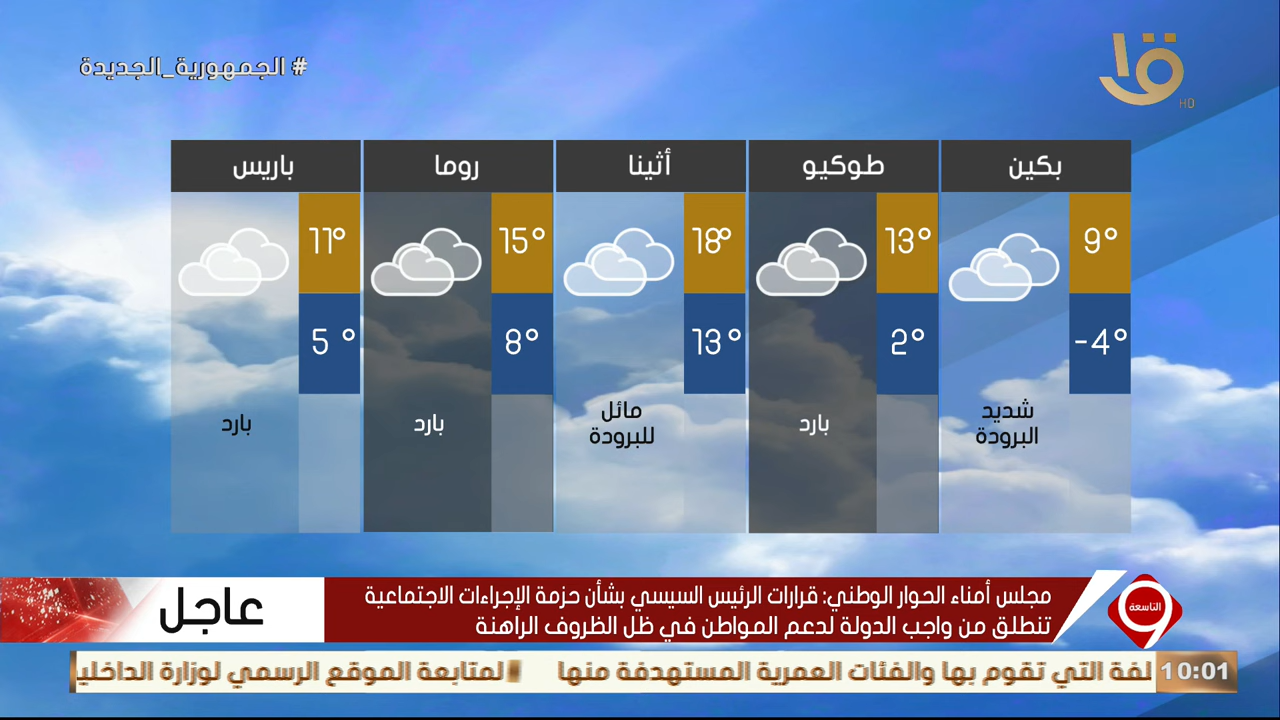 # الجمهورية_الجديدة
HD
بكين
طوكيو
أثينا
روما
باريس
9°
13°
18°
15°
11°
-4°
2°
13°
8°
5 °
شديد
البرودة
بارد
مائل
للبرودة
بارد
بارد
التاسعة
9
مجلس أمناء الحوار الوطني: قرارات الرئيس السيسي بشأن حزمة الإجراءات الاجتماعية
تنطلق من واجب الدولة لدعم المواطن في ظل الظروف الراهنة
عاجل
10:01
لفة التي تقوم بها والفئات العمرية المستهدفة منها لمتابعة الموقع الرسمي لوزارة الداخلي